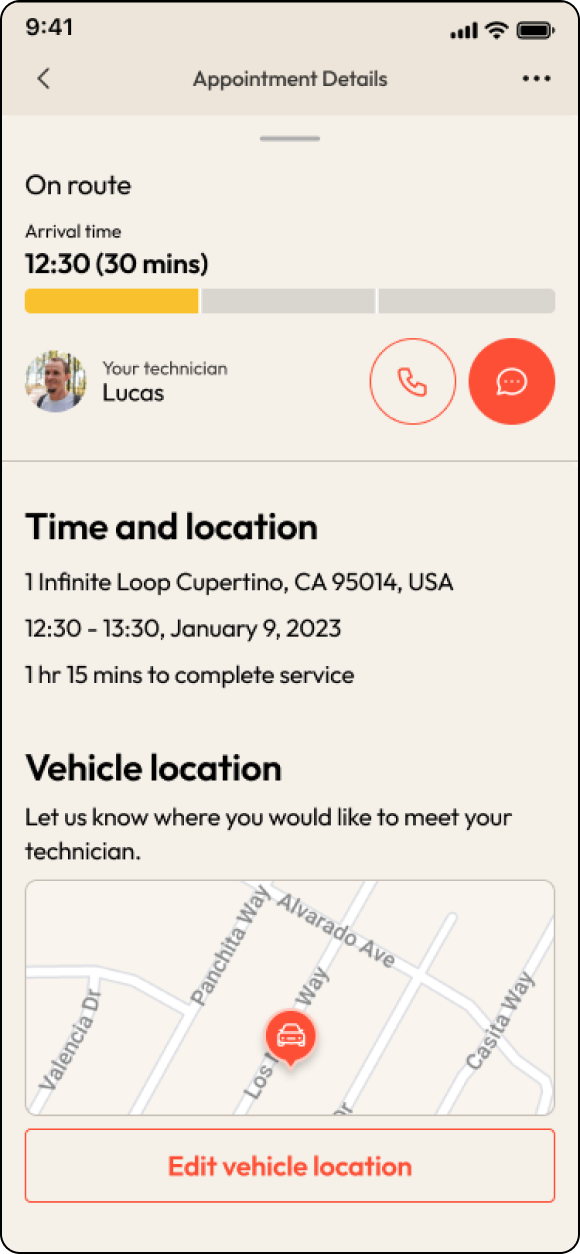 9:41
Appointment Details
On route
Arrival time
12:30 (30 mins)
Your technician
Lucas
Time and location
1 Infinite Loop Cupertino, CA 95014, USA
12:30 - 13:30, January 9, 2023
1 hr 15 mins to complete service
Vehicle location
Let us know where you would like to meet your
technician.
Alvarado Ave
Panchita Way
Valencia Dr
Los
Way
Casita Way
Dr
Edit vehicle location